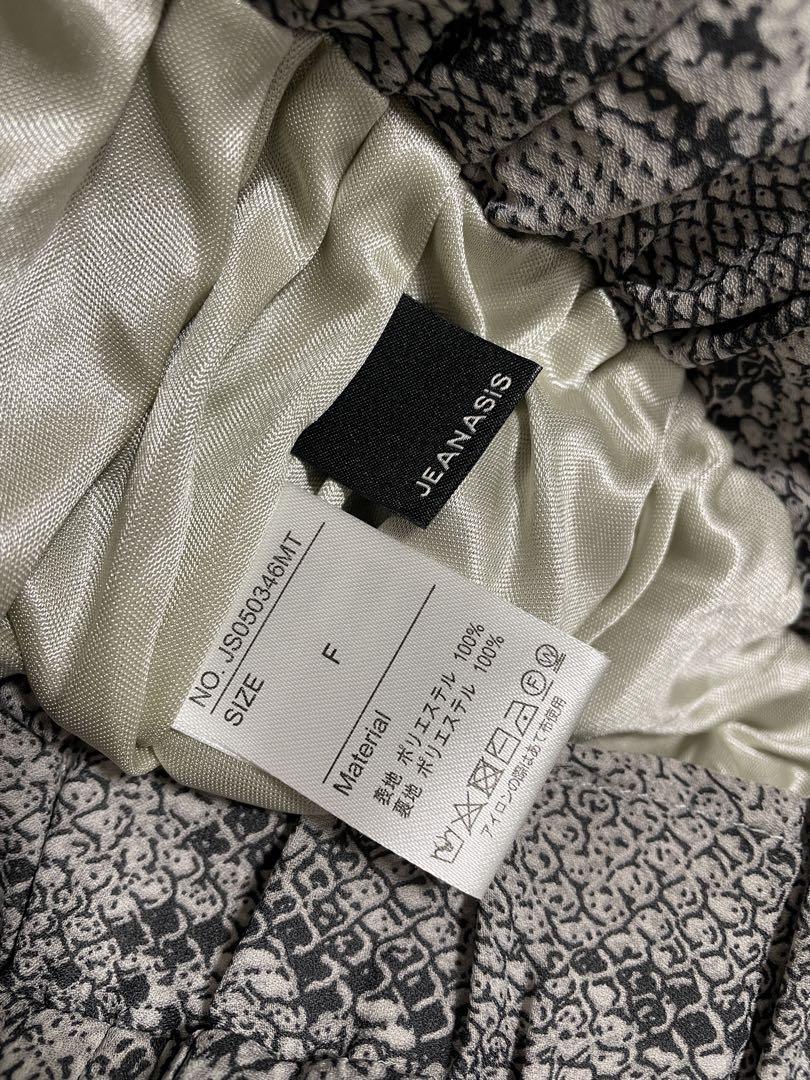 JEANASiS
NO. JS050346MT
SIZE
F
Material
表地 ポリエステル 100%
裏地 ポリエステル 100%
F W
アイロンの際はあて布使用